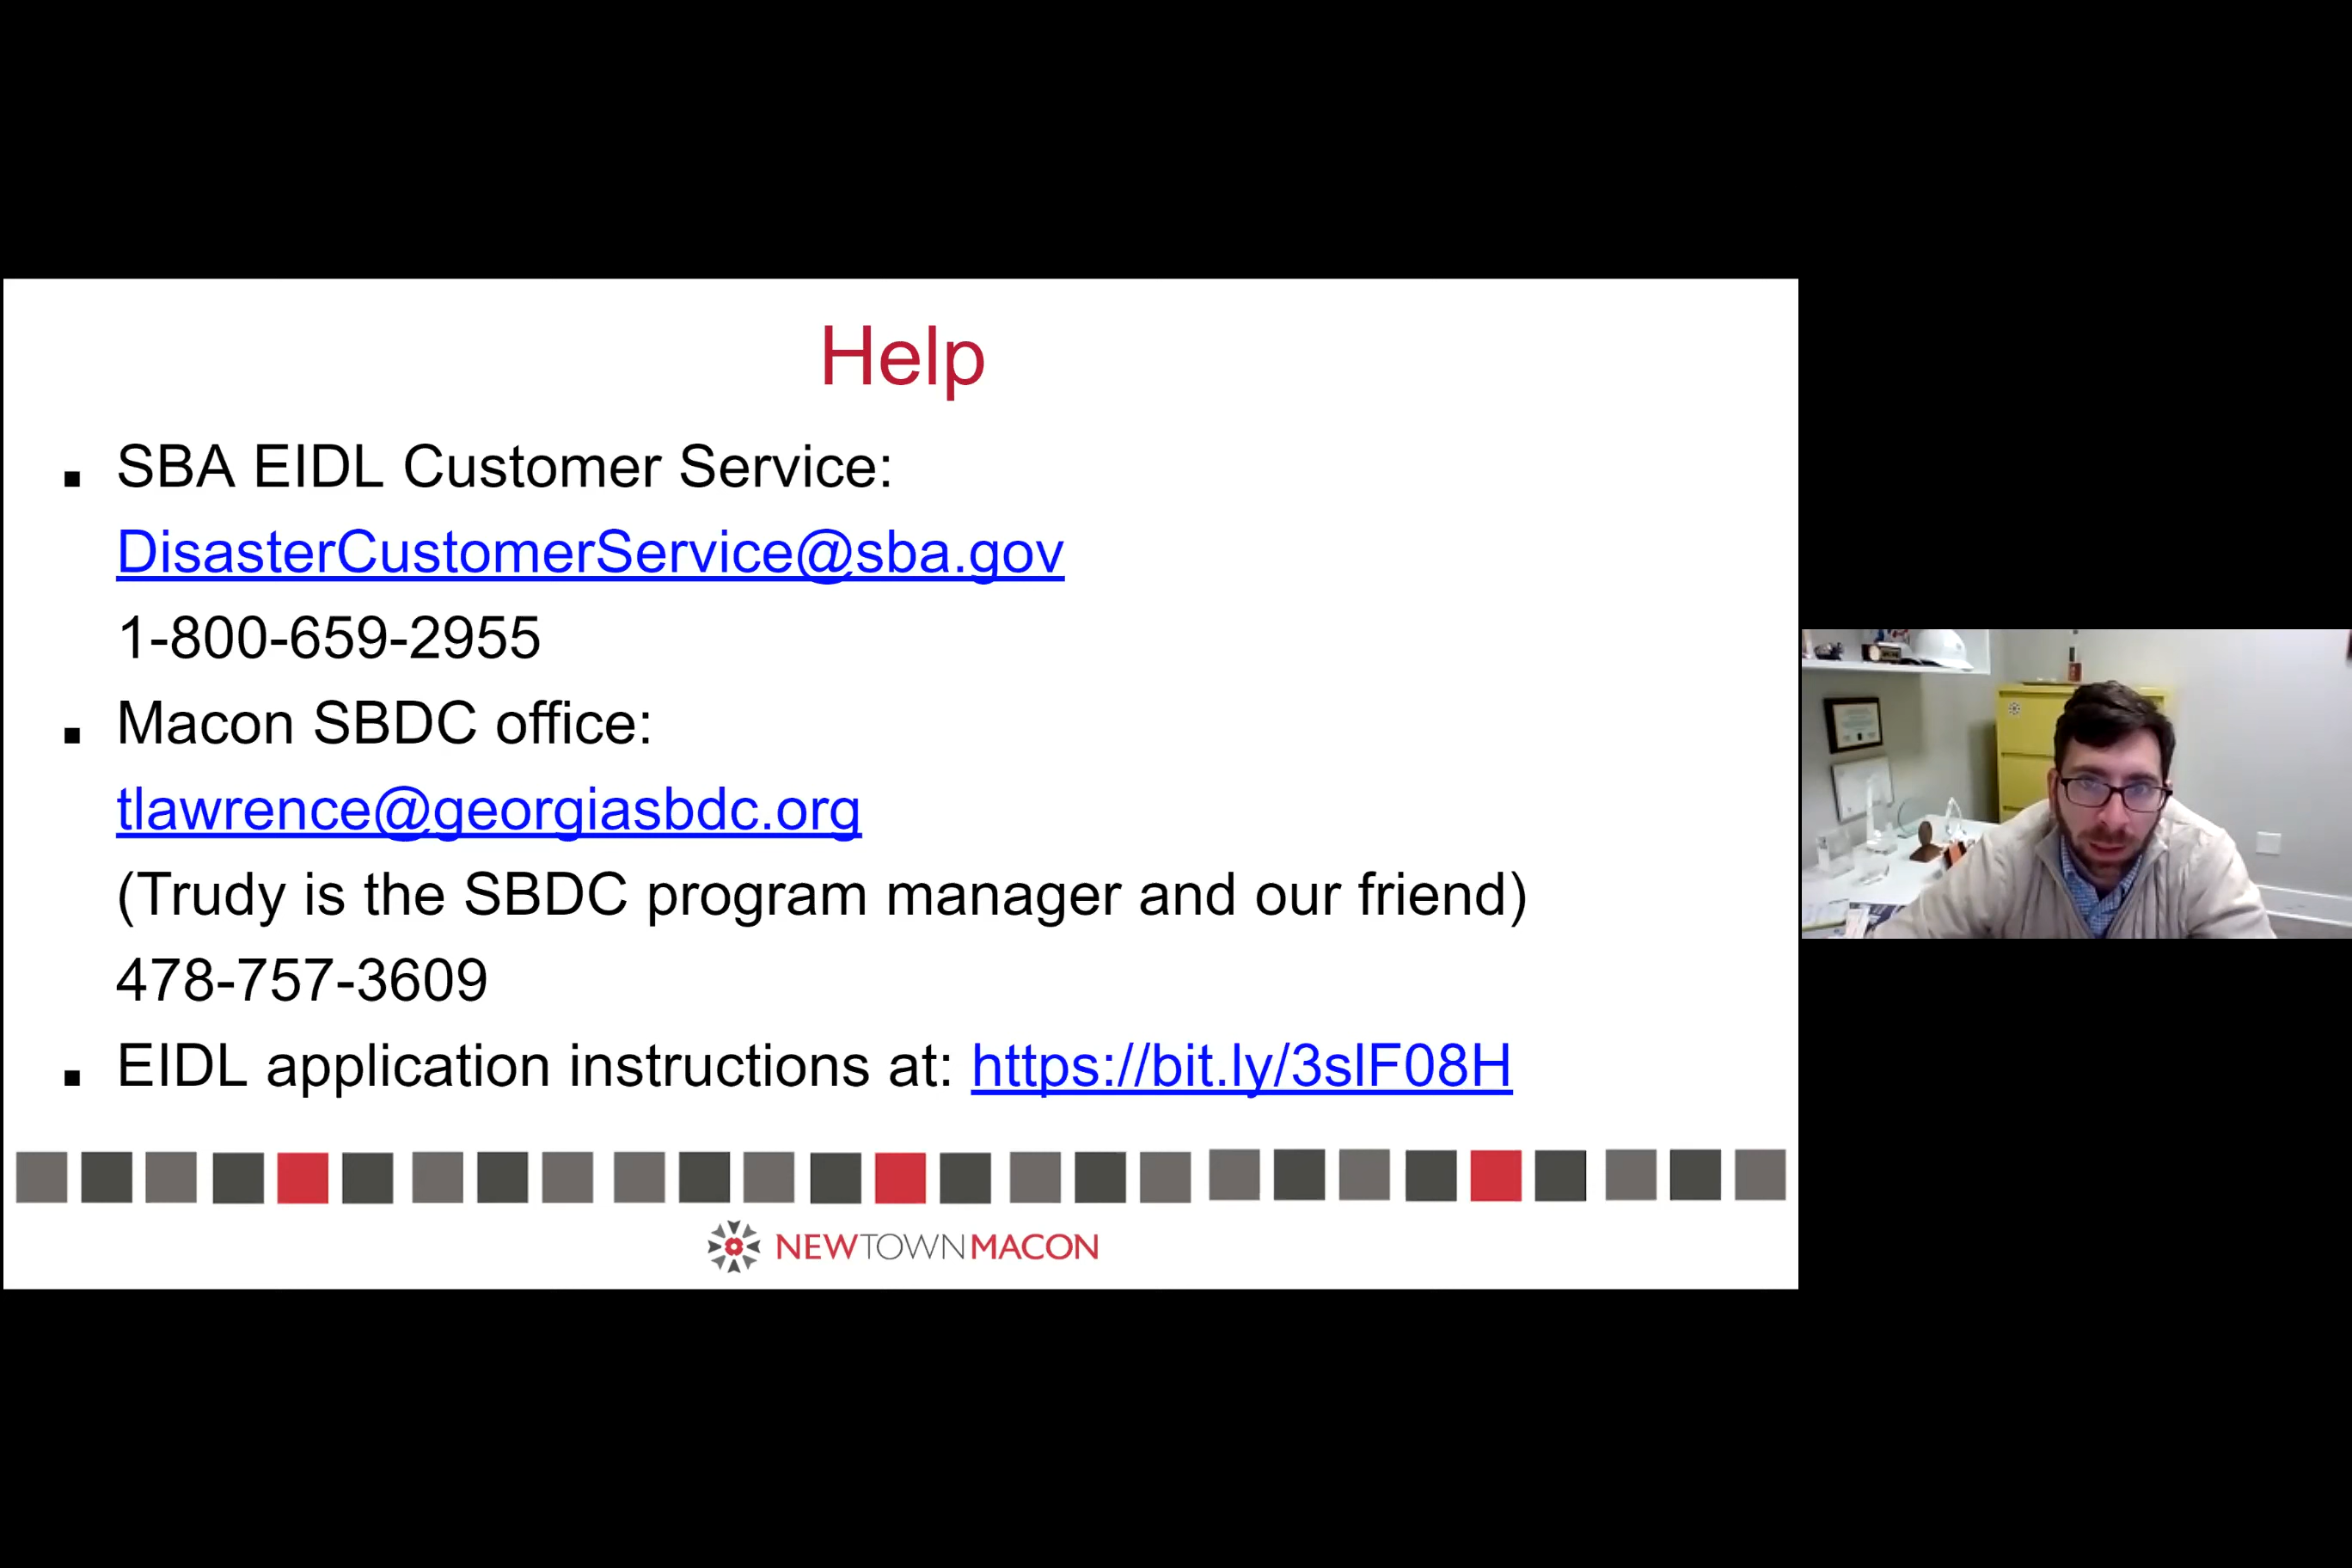 Help
SBA EIDL Customer Service:
DisasterCustomerService@sba.gov
1-800-659-2955
Macon SBDC office:
tlawrence@georgiasbdc.org
(Trudy is the SBDC program manager and our friend)
478-757-3609
EIDL application instructions at: https://bit.ly/3slF08H
NEWTOWNMACON